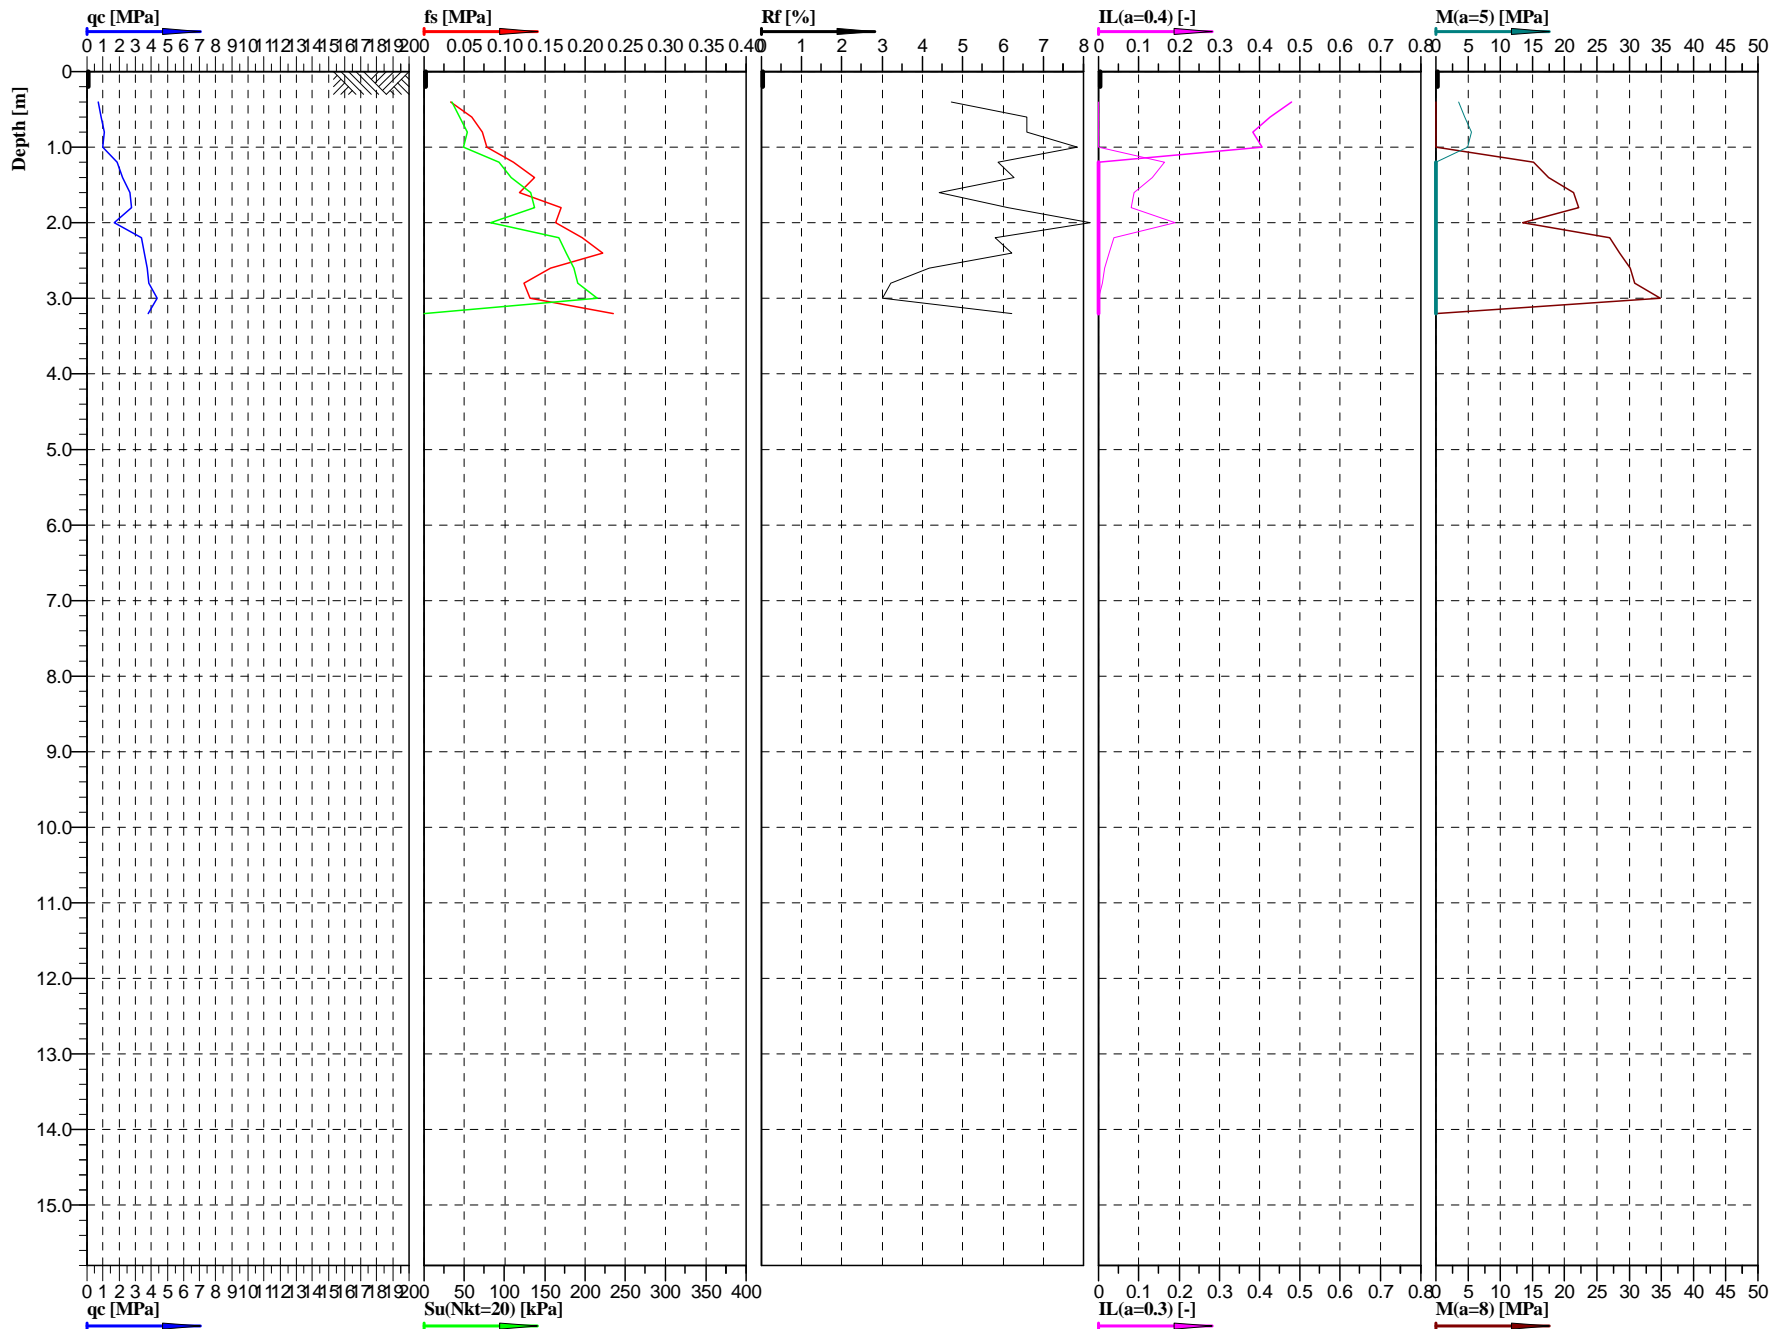 qc [MPa]
fs [MPa]
Rf [%]
IL(a=0.4) [-]
M(a=5) [MPa]
0 1 2 3 4 5 6 7 8 9 10 11 12 13 14 15 16 17 18 19 20
0 0.05 0.10 0.15 0.20 0.25 0.30 0.35 0.40
0 1 2 3 4 5 6 7 8
0 0.1 0.2 0.3 0.4 0.5 0.6 0.7 0.8
0 5 10 15 20 25 30 35 40 45 50
Depth [m]
0
1.0
2.0
3.0
4.0
5.0
6.0
7.0
8.0
9.0
10.0
11.0
12.0
13.0
14.0
15.0
0 1 2 3 4 5 6 7 8 9 10 11 12 13 14 15 16 17 18 19 20
0 50 100 150 200 250 300 350 400
0 0.1 0.2 0.3 0.4 0.5 0.6 0.7 0.8
0 5 10 15 20 25 30 35 40 45 50
qc [MPa]
Su(Nkt=20) [kPa]
IL(a=0.3) [-]
M(a=8) [MPa]